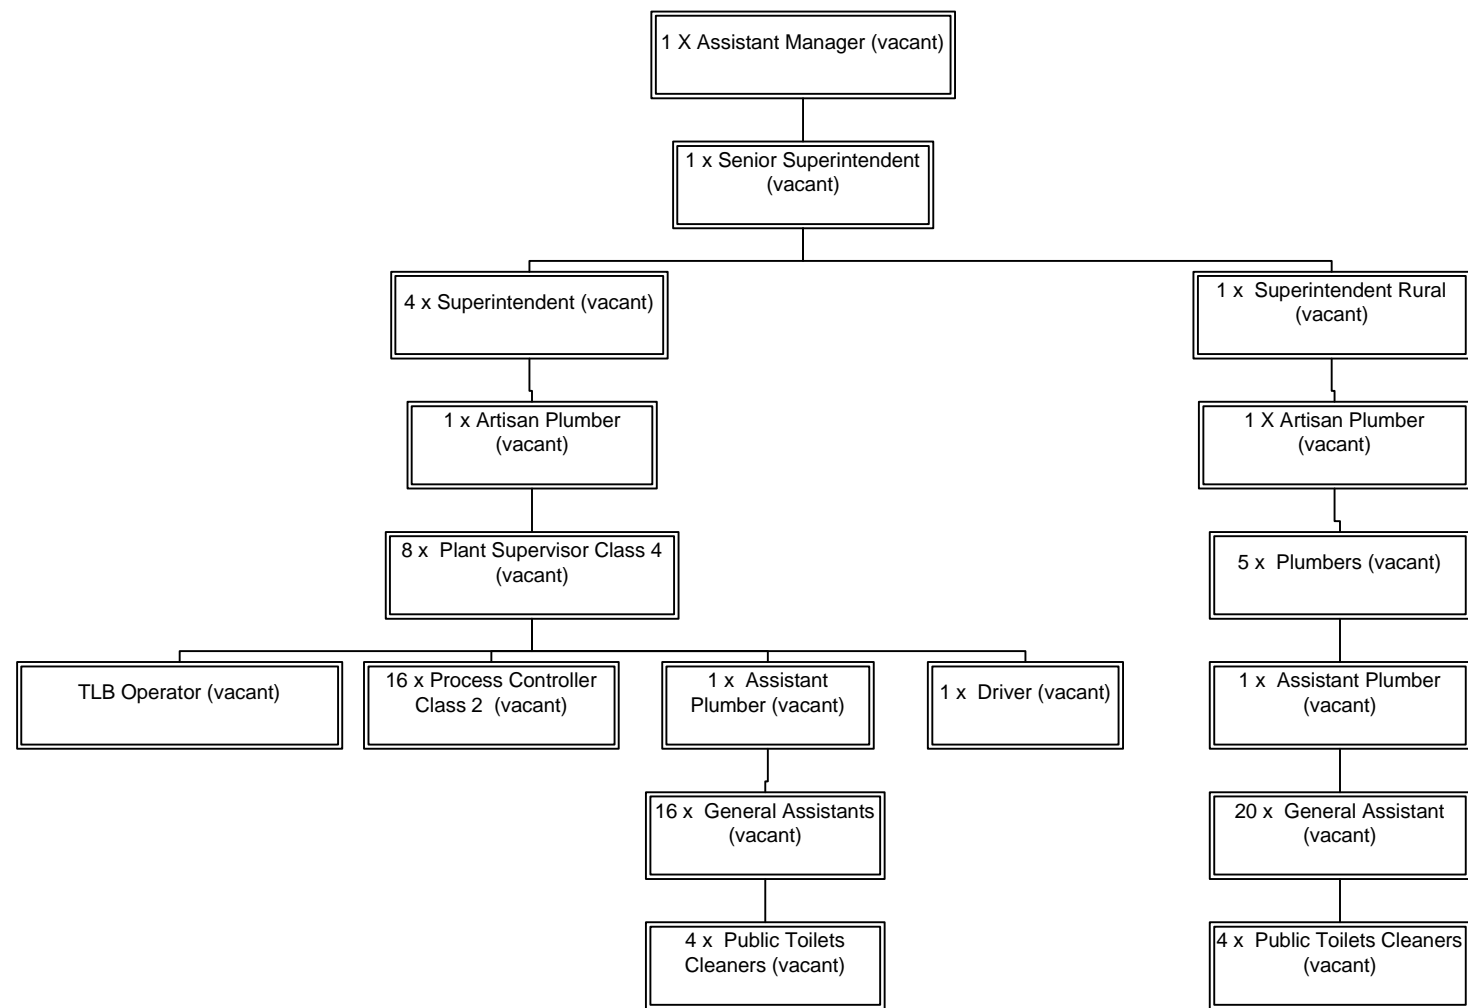 1 X Assistant Manager (vacant)
1 x Senior Superintendent
(vacant)
4 x Superintendent (vacant)
1 x Superintendent Rural
(vacant)
1 x Artisan Plumber
(vacant)
1 X Artisan Plumber
(vacant)
8 x Plant Supervisor Class 4
(vacant)
5 x Plumbers (vacant)
TLB Operator (vacant)
16 x Process Controller
Class 2 (vacant)
1 x Assistant
Plumber (vacant)
1 x Driver (vacant)
1 x Assistant Plumber
(vacant)
16 x General Assistants
(vacant)
20 x General Assistant
(vacant)
4 x Public Toilets
Cleaners (vacant)
4 x Public Toilets Cleaners
(vacant)